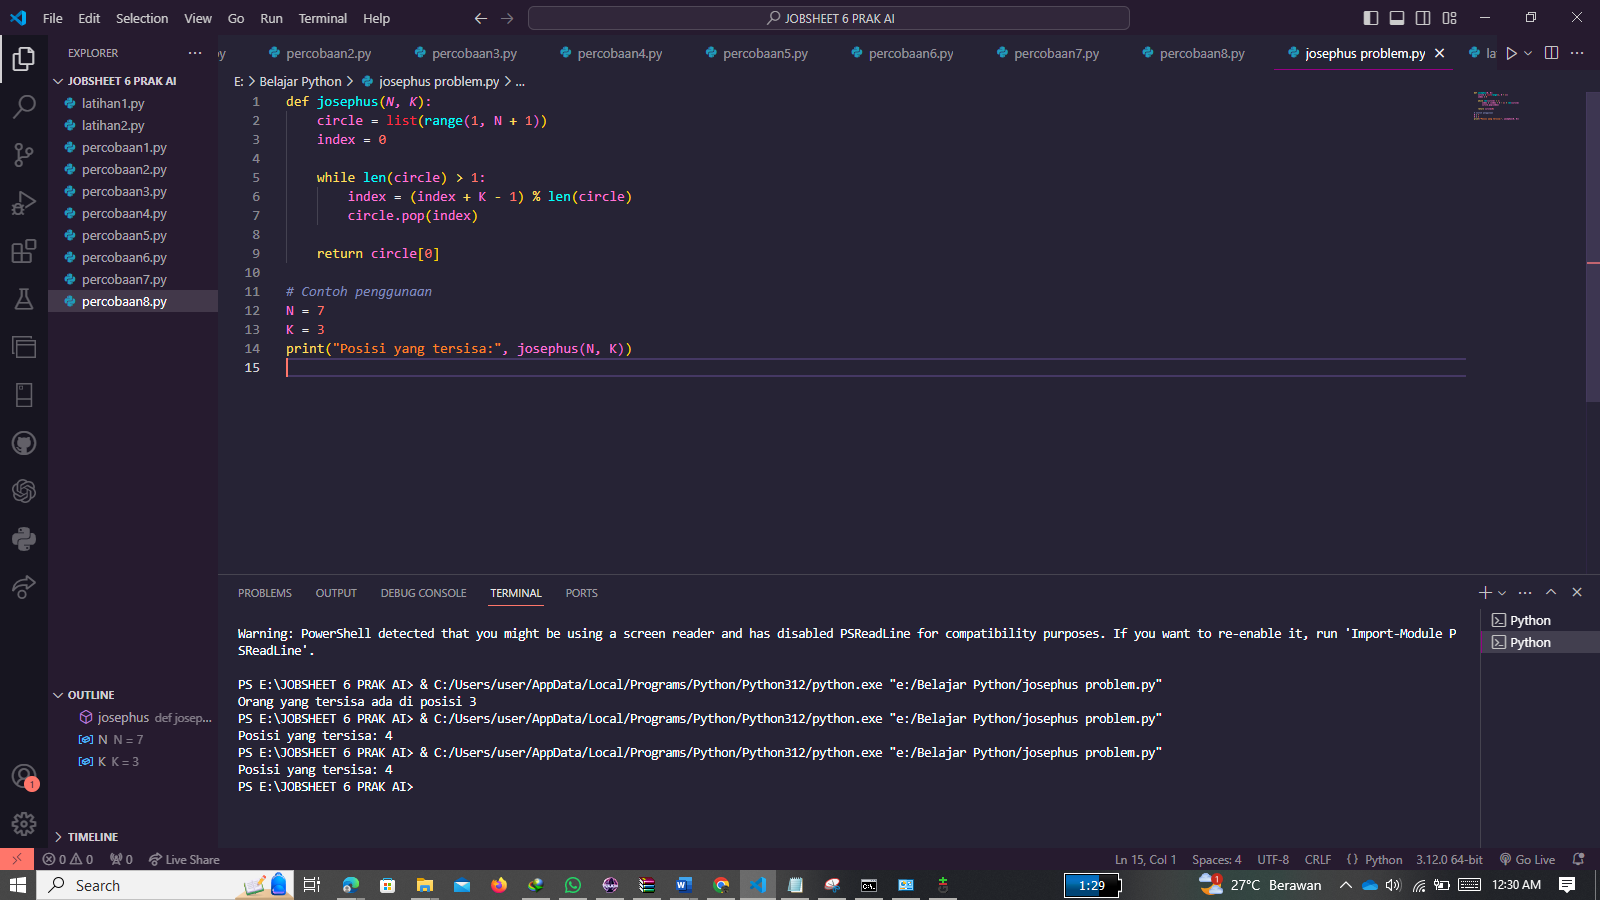 File Edit Selection View Go Run Terminal Help
JOBSHEET 6 PRAK AI
EXPLORER
JOBSHEET 6 PRAK AI
latihan1.py
latihan2.py
percobaan1.py
percobaan2.py
percobaan3.py
percobaan4.py
percobaan5.py
percobaan6.py
percobaan7.py
percobaan8.py
OUTLINE
josephus def josep...
N N = 7
K K = 3
TIMELINE
percobaan2.py percobaan3.py percobaan4.py percobaan5.py percobaan6.py percobaan7.py percobaan8.py josephus problem.py
E: > Belajar Python > josephus problem.py > ...
1 def josephus(N, K):
2 circle = list(range(1, N + 1))
3 index = 0
4
5 while len(circle) > 1:
6 index = (index + K - 1) % len(circle)
7 circle.pop(index)
8
9 return circle[0]
10
11 # Contoh penggunaan
12 N = 7
13 K = 3
14 print("Posisi yang tersisa:", josephus(N, K))
15
PROBLEMS OUTPUT DEBUG CONSOLE TERMINAL PORTS
Warning: PowerShell detected that you might be using a screen reader and has disabled PSReadLine for compatibility purposes. If you want to re-enable it, run 'Import-Module P
SReadLine'.
PS E:\JOBSHEET 6 PRAK AI> & C:/Users/user/AppData/Local/Programs/Python/Python312/python.exe "e:/Belajar Python/josephus problem.py"
Orang yang tersisa ada di posisi 3
PS E:\JOBSHEET 6 PRAK AI> & C:/Users/user/AppData/Local/Programs/Python/Python312/python.exe "e:/Belajar Python/josephus problem.py"
Posisi yang tersisa: 4
PS E:\JOBSHEET 6 PRAK AI> & C:/Users/user/AppData/Local/Programs/Python/Python312/python.exe "e:/Belajar Python/josephus problem.py"
Posisi yang tersisa: 4
PS E:\JOBSHEET 6 PRAK AI>
Python
Python
1
0 0 0 Live Share
Ln 15, Col 1 Spaces: 4 UTF-8 CRLF Python 3.12.0 64-bit Go Live
Search
1:29
1
27°C Berawan
12:30 AM